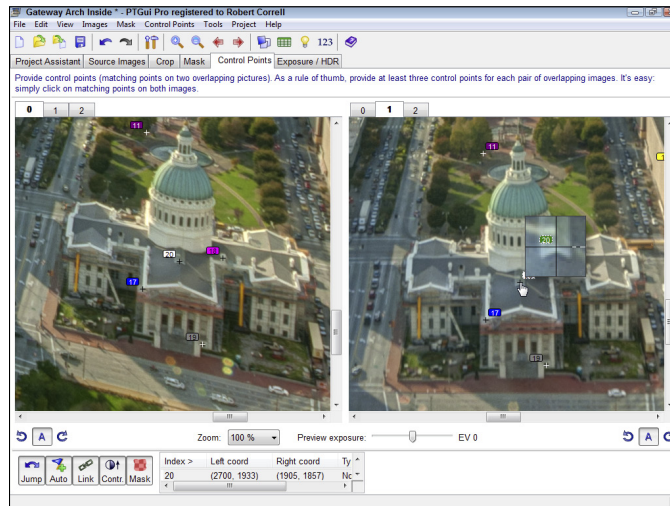 Gateway Arch Inside * - PTGui Pro registered to Robert Correll
File Edit View Images Mask Control Points Tools Project Help
123
Project Assistant Source Images Crop Mask Control Points Exposure / HDR
Provide control points (matching points on two overlapping pictures). As a rule of thumb, provide at least three control points for each pair of overlapping images. It's easy:
simply click on matching points on both images.
0 1 2
0 1 2
11
20
17
18
11
20
17
18
A
Zoom: 100 %
Preview exposure:
EV 0
A
Jump Auto Link Contr. Mask
Index > Left coord Right coord Ty
20 (2700, 1933) (1905, 1857) Nc